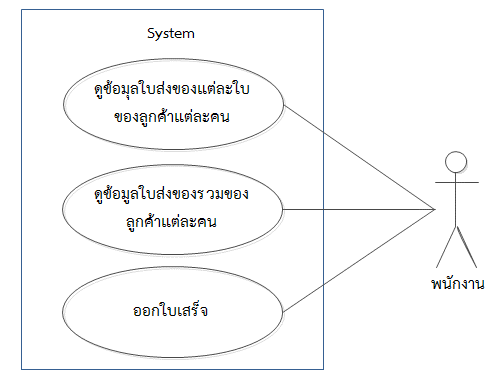 System
ดูข้อมุลใบส่งของแต่ละใบ
ของลูกค้าแต่ละคน
ดูข้อมูลใบส่งของรวมของ
ลูกค้าแต่ละคน
ออกใบเสร็จ
พนักงาน